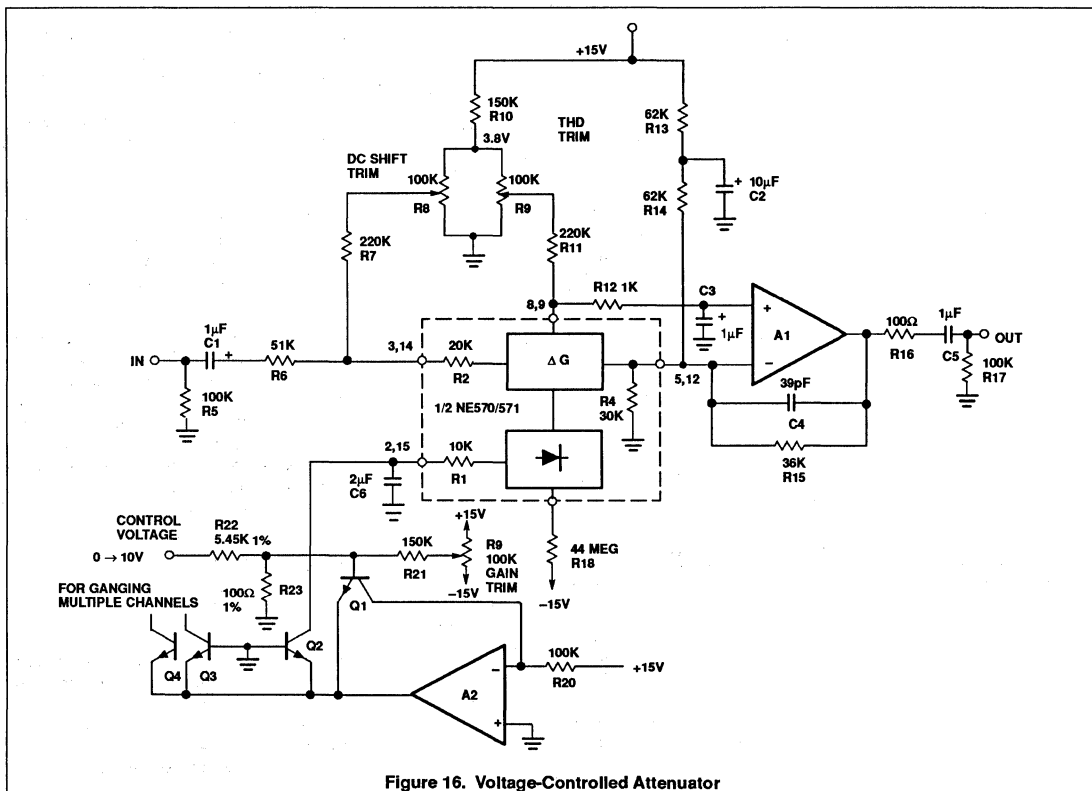 +15V
150K
R10
THD
TRIM
62K
R13
3.8V
DC SHIFT
TRIM
100K
R8
100K
R9
62K
R14
+ 10µF
C2
220K
R7
220K
R11
8,9
R12 1K
C3
+
1µF
+
A1
−
100Ω
R16
1µF
C5
OUT
100K
R17
IN
1µF
C1
+
51K
R6
3,14
20K
R2
Δ G
5,12
R4
30K
39pF
C4
36K
R15
100K
R5
1/2 NE570/571
2,15
10K
R1
2µF
C6
CONTROL
VOLTAGE
0 → 10V
R22
5.45K 1%
150K
R21
+15V
R9
100K
GAIN
TRIM
−15V
44 MEG
R18
−15V
FOR GANGING
MULTIPLE CHANNELS
100Ω
1%
R23
Q1
Q4
Q3
Q2
A2
−
+
100K
R20
+15V
Figure 16. Voltage-Controlled Attenuator